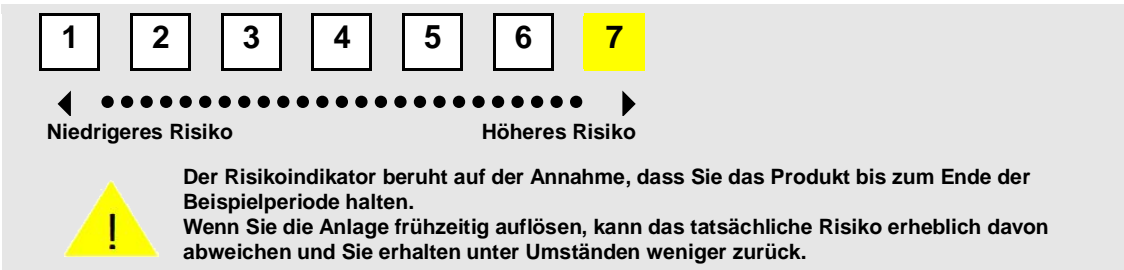 1 2 3 4 5 6 7
Niedrigeres Risiko Höheres Risiko
Der Risikoindikator beruht auf der Annahme, dass Sie das Produkt bis zum Ende der
Beispielperiode halten.
Wenn Sie die Anlage frühzeitig auflösen, kann das tatsächliche Risiko erheblich davon
abweichen und Sie erhalten unter Umständen weniger zurück.
!